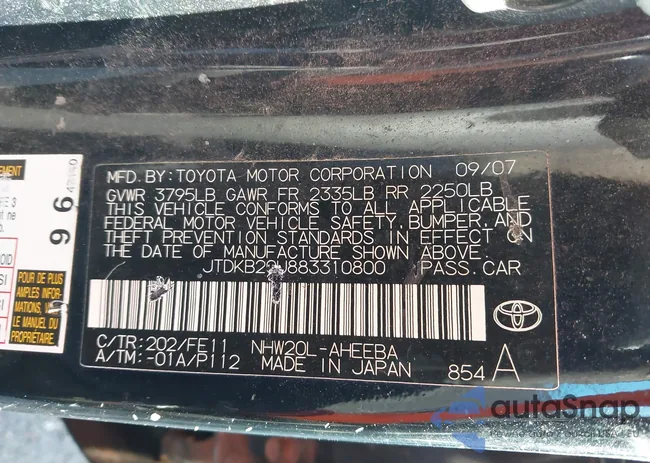 MFD.BY:TOYOTA MOTOR CORPORATION 09/07
GVWR 3795LB GAWR FR 2335LB RR 2250LB
THIS VEHICLE CONFORMS TO ALL APPLICABLE
FEDERAL MOTOR VEHICLE SAFETY, BUMPER, AND
THEFT PREVENTION STANDARDS IN EFFECT ON
THE DATE OF MANUFACTURE SHOWN ABOVE.
PASS.CAR
C/TR:202/FE11 NHW20L-AHEEBA
A/TM:-01A/P112 MADE IN JAPAN 854 A
96
POUR DE PLUS
AMPLES INFOR-
MATIONS,
LE MANUEL DU
PROPRIÉTAIRE
autoSnap